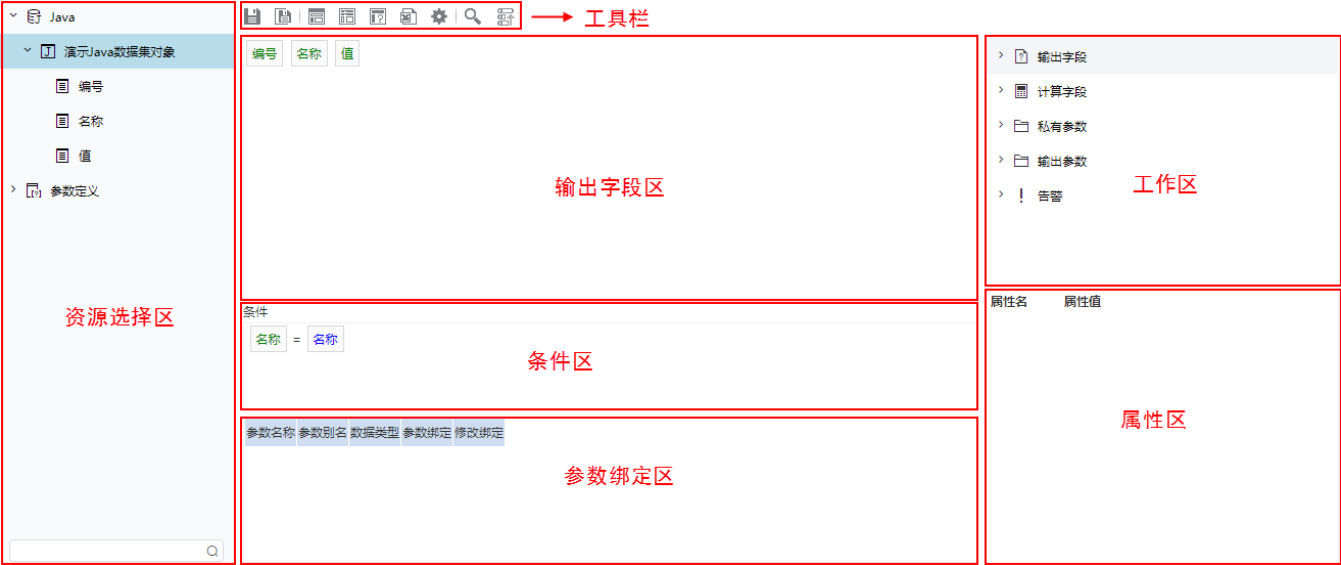 Java
演示Java数据集对象
编号
名称
值
参数定义
资源选择区
工具栏
编号 名称 值
输出字段区
条件
名称 = 名称
条件区
参数名称 参数别名 数据类型 参数绑定 修改绑定
参数绑定区
输出字段
计算字段
私有参数
输出参数
告警
工作区
属性名 属性值
属性区